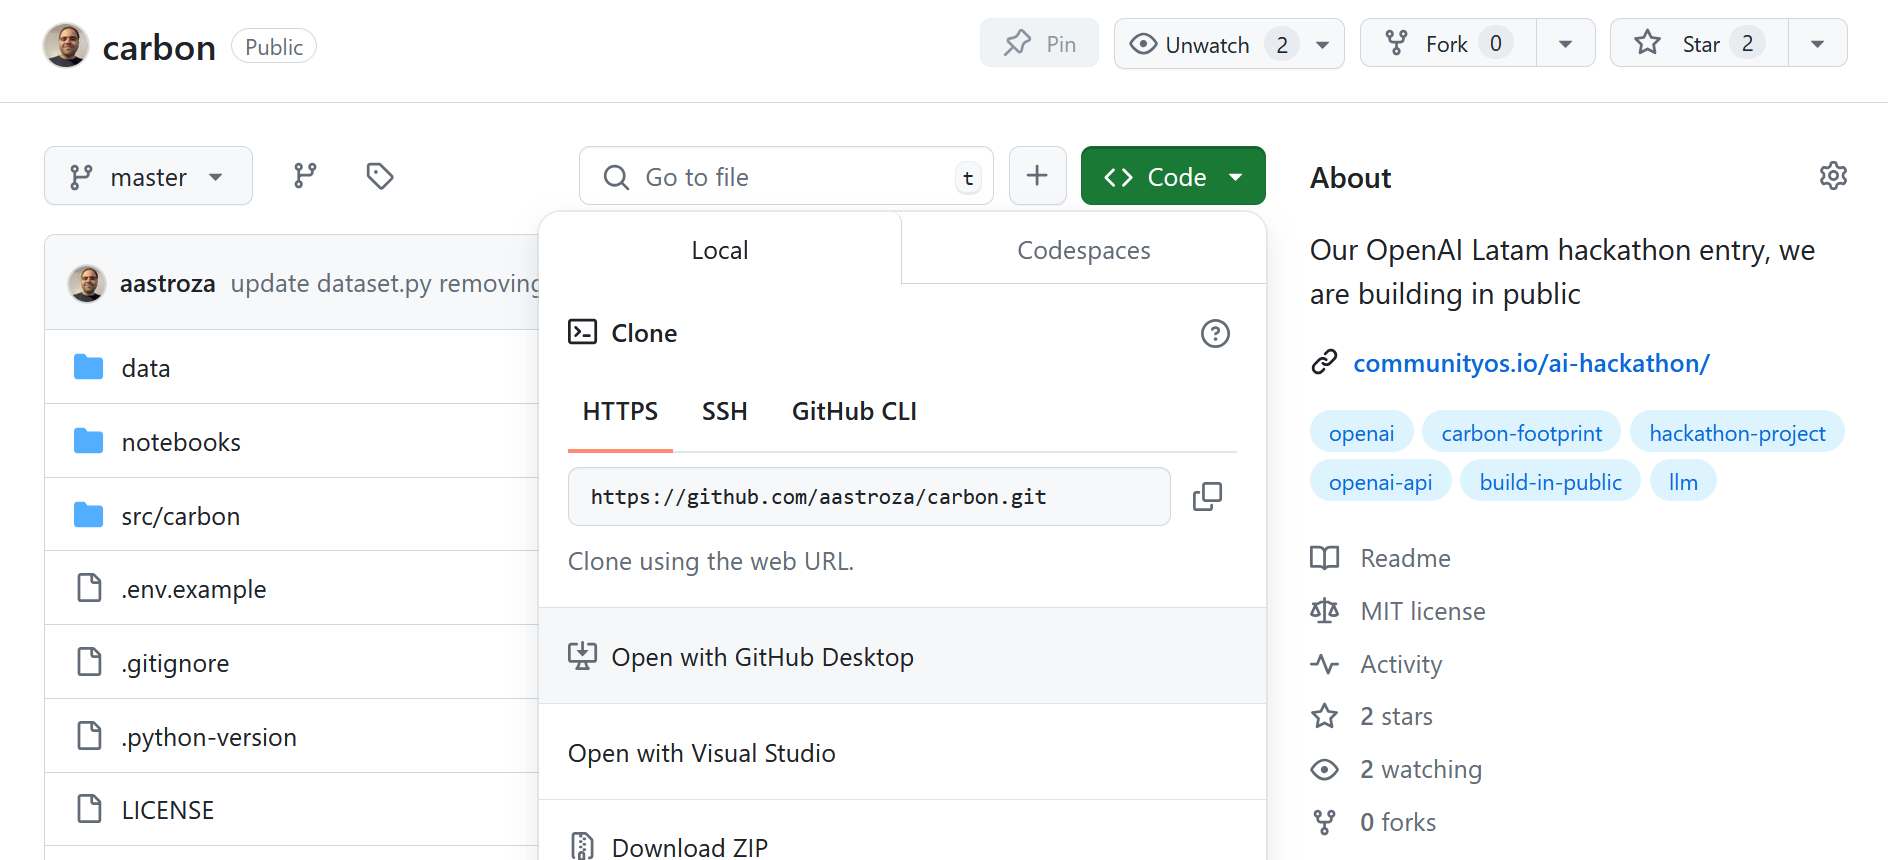 carbon Public Pin Unwatch 2 Fork 0 Star 2
master Go to file t Code
Local Codespaces
aastroza update dataset.py removing
data
notebooks
src/carbon
.env.example
.gitignore
.python-version
LICENSE
Clone
HTTPS SSH GitHub CLI
https://github.com/aastroza/carbon.git
Clone using the web URL.
Open with GitHub Desktop
Open with Visual Studio
Download ZIP
About
Our OpenAI Latam hackathon entry, we
are building in public
communityos.io/ai-hackathon/
openai carbon-footprint hackathon-project
openai-api build-in-public llm
Readme
MIT license
Activity
2 stars
2 watching
0 forks